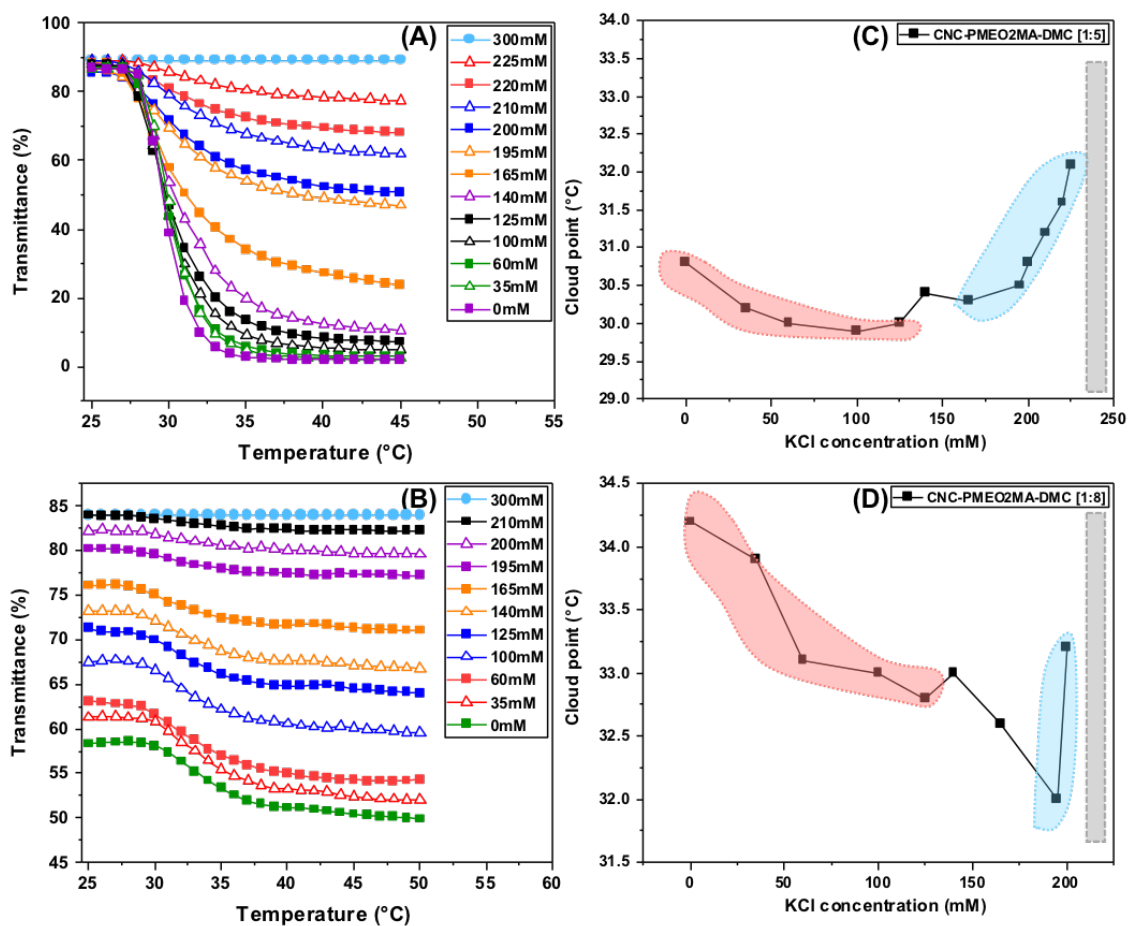 (A)
100
80
60
40
20
0
Transmittance (%)
25 30 35 40 45 50 55
Temperature (°C)
300mM
225mM
220mM
210mM
200mM
195mM
165mM
140mM
125mM
100mM
60mM
35mM
0mM
(C)
CNC-PMEO2MA-DMC [1:5]
34.0
33.5
33.0
32.5
32.0
31.5
31.0
30.5
30.0
29.5
29.0
Cloud point (°C)
0 50 100 150 200 250
KCl concentration (mM)
(B)
85
80
75
70
65
60
55
50
45
Transmittance (%)
25 30 35 40 45 50 55 60
Temperature (°C)
300mM
210mM
200mM
195mM
165mM
140mM
125mM
100mM
60mM
35mM
0mM
(D)
CNC-PMEO2MA-DMC [1:8]
34.5
34.0
33.5
33.0
32.5
32.0
31.5
Cloud point (°C)
0 50 100 150 200
KCl concentration (mM)